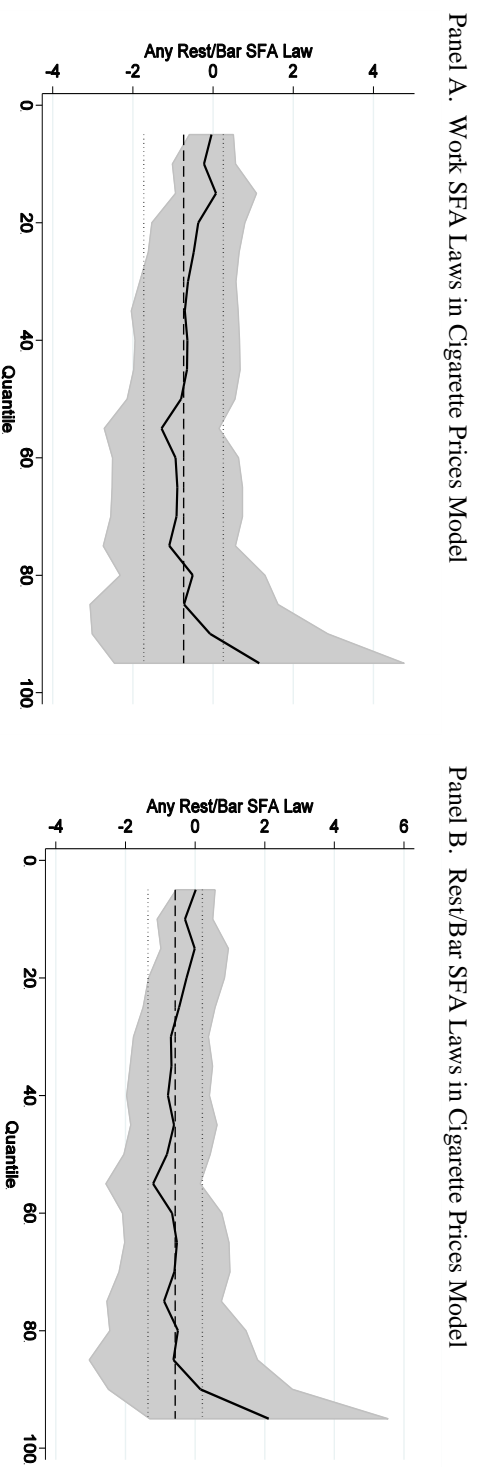 Panel A. Work SFA Laws in Cigarette Prices Model
Any Rest/Bar SFA Law
-4 -2 0 2 4
0 20 40 60 80 100
Quantile
Panel B. Rest/Bar SFA Laws in Cigarette Prices Model
Any Rest/Bar SFA Law
-4 -2 0 2 4 6
0 20 40 60 80 100
Quantile